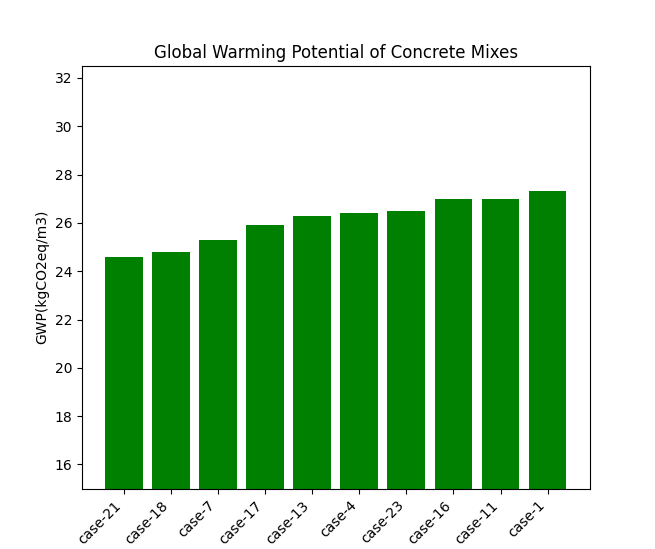 Global Warming Potential of Concrete Mixes
32
30
28
26
24
22
20
18
16
GWP(kgCO2eq/m3)
case-21
case-18
case-7
case-17
case-13
case-4
case-23
case-16
case-11
case-1